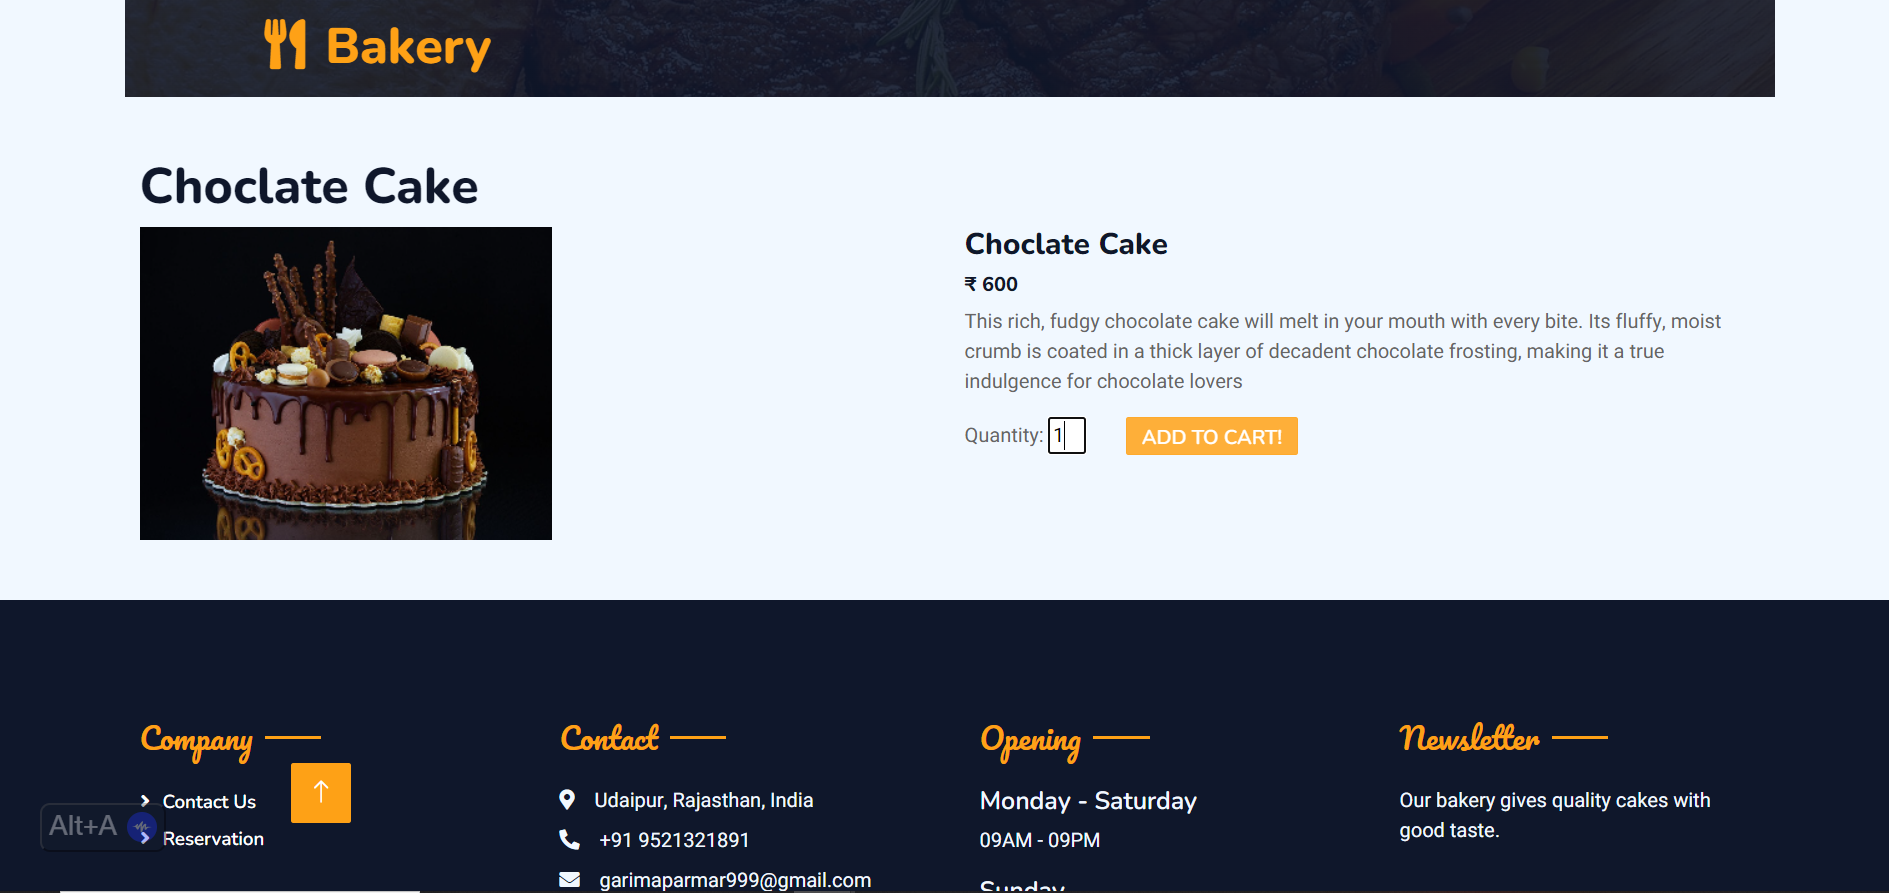 Bakery
Choclate Cake
Choclate Cake
₹ 600
This rich, fudgy chocolate cake will melt in your mouth with every bite. Its fluffy, moist
crumb is coated in a thick layer of decadent chocolate frosting, making it a true
indulgence for chocolate lovers
Quantity: 1
ADD TO CART!
Company
Contact Us
Reservation
Alt+A
Contact
Udaipur, Rajasthan, India
+91 9521321891
garimaparmar999@gmail.com
Opening
Monday - Saturday
09AM - 09PM
Sunday
Newsletter
Our bakery gives quality cakes with
good taste.